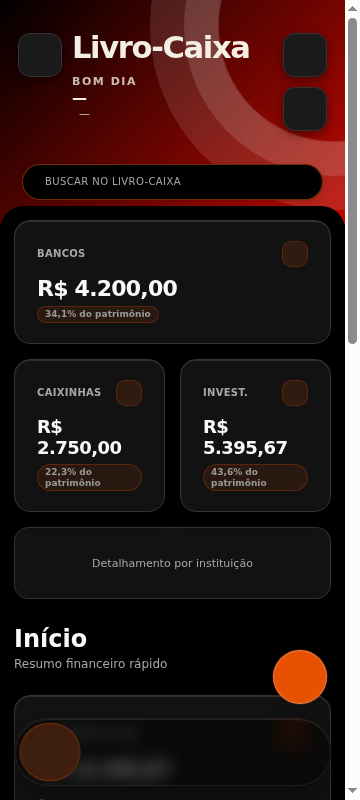 Livro-Caixa
BOM DIA
—
—
BUSCAR NO LIVRO-CAIXA
BANCOS
R$ 4.200,00
34,1% do patrimônio
CAIXINHAS
R$
2.750,00
22,3% do
patrimônio
INVEST.
R$
5.395,67
43,6% do
patrimônio
Detalhamento por instituição
Início
Resumo financeiro rápido